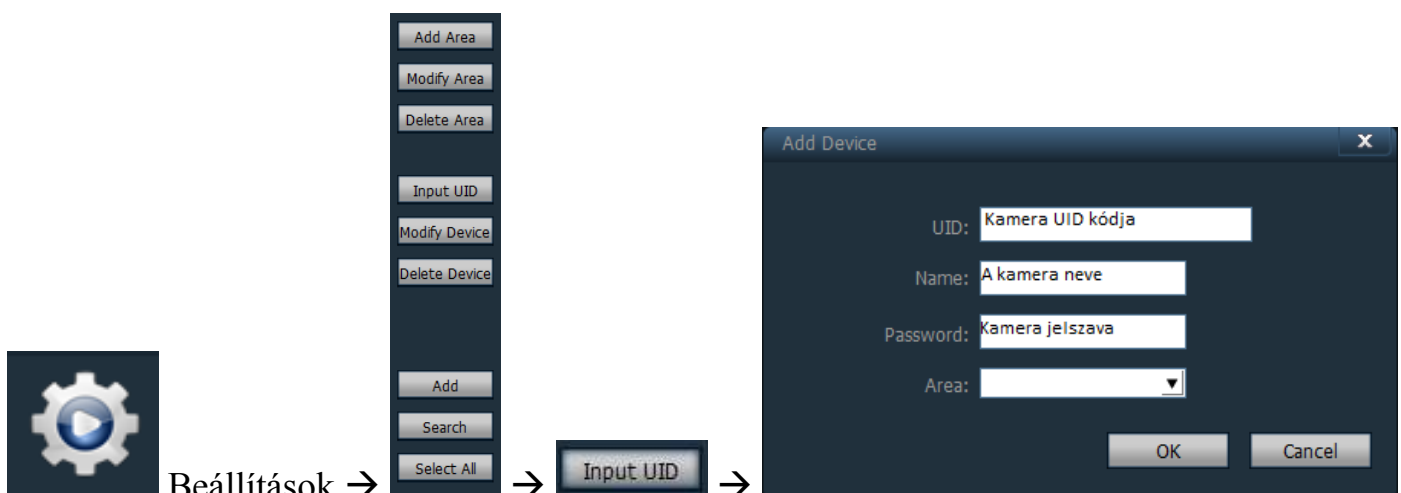 Add Area
Modify Area
Delete Area
Input UID
Modify Device
Delete Device
Add
Search
Select All
Beállítások →
→
Input UID
→
Add Device X
UID: Kamera UID kódja
Name: A kamera neve
Password: Kamera jelszava
Area:
OK Cancel